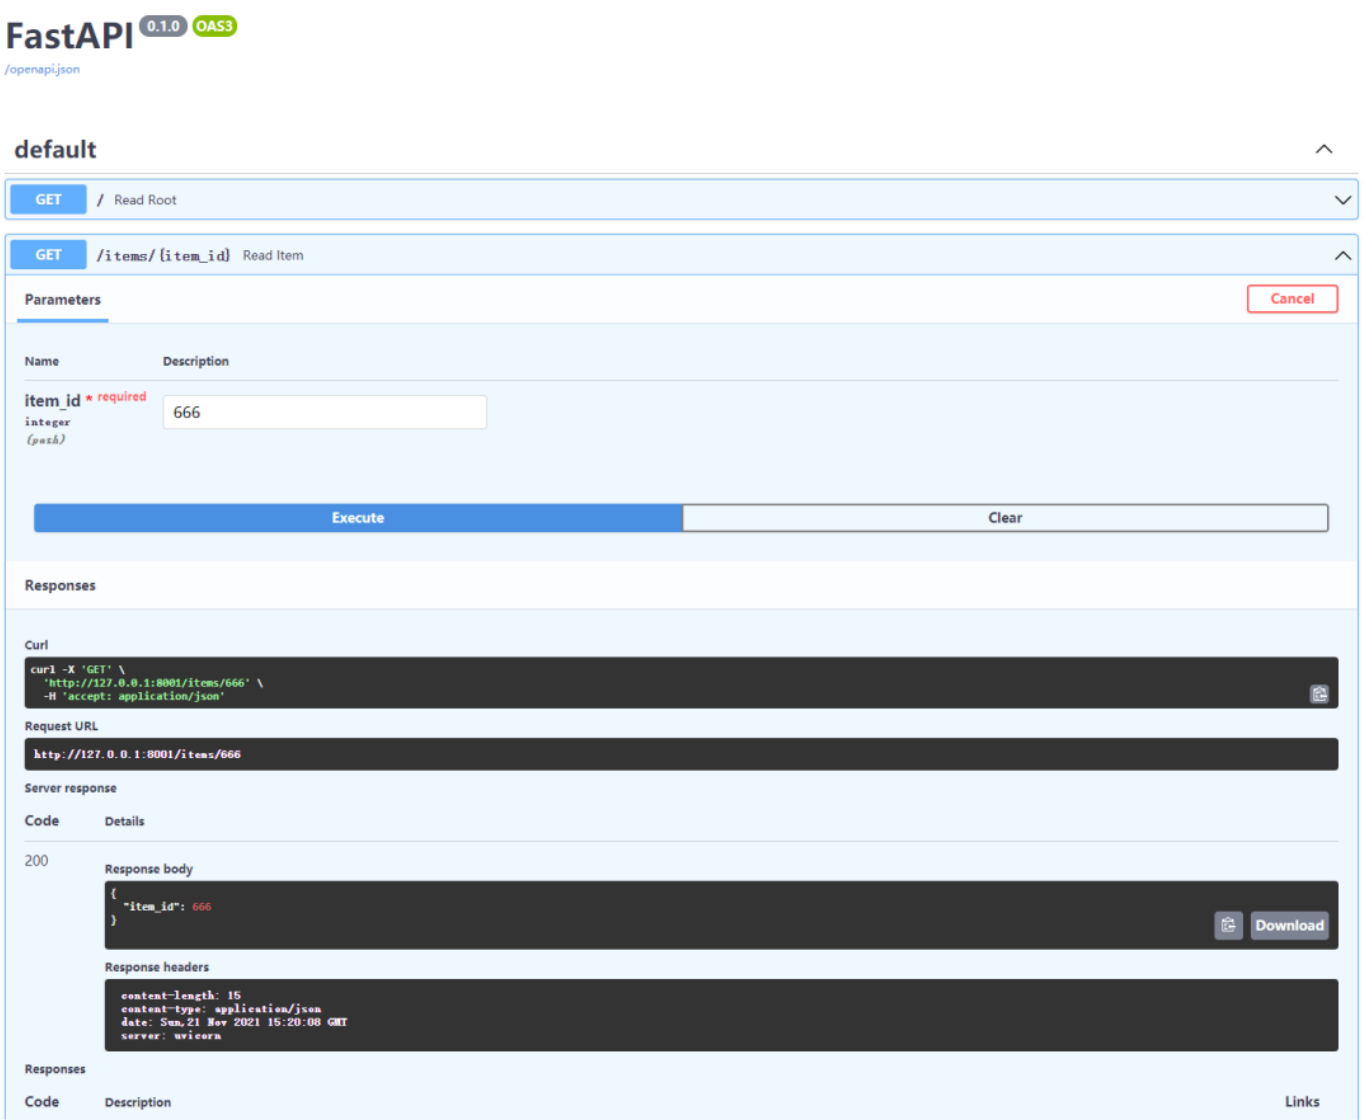 FastAPI 0.1.0 OAS3
/openapi.json
default
GET / Read Root
GET /items/{item_id} Read Item
Parameters Cancel
Name Description
item_id * required
integer
(path)
666
Execute Clear
Responses
Curl
curl -X 'GET' \
  'http://127.0.0.1:8001/items/666' \
  -H 'accept: application/json'
Request URL
http://127.0.0.1:8001/items/666
Server response
Code Details
200
Response body
{
  "item_id": 666
}
Download
Response headers
content-length: 15
content-type: application/json
date: Sun,21 Nov 2021 15:20:08 GMT
server: uvicorn
Responses
Code Description Links